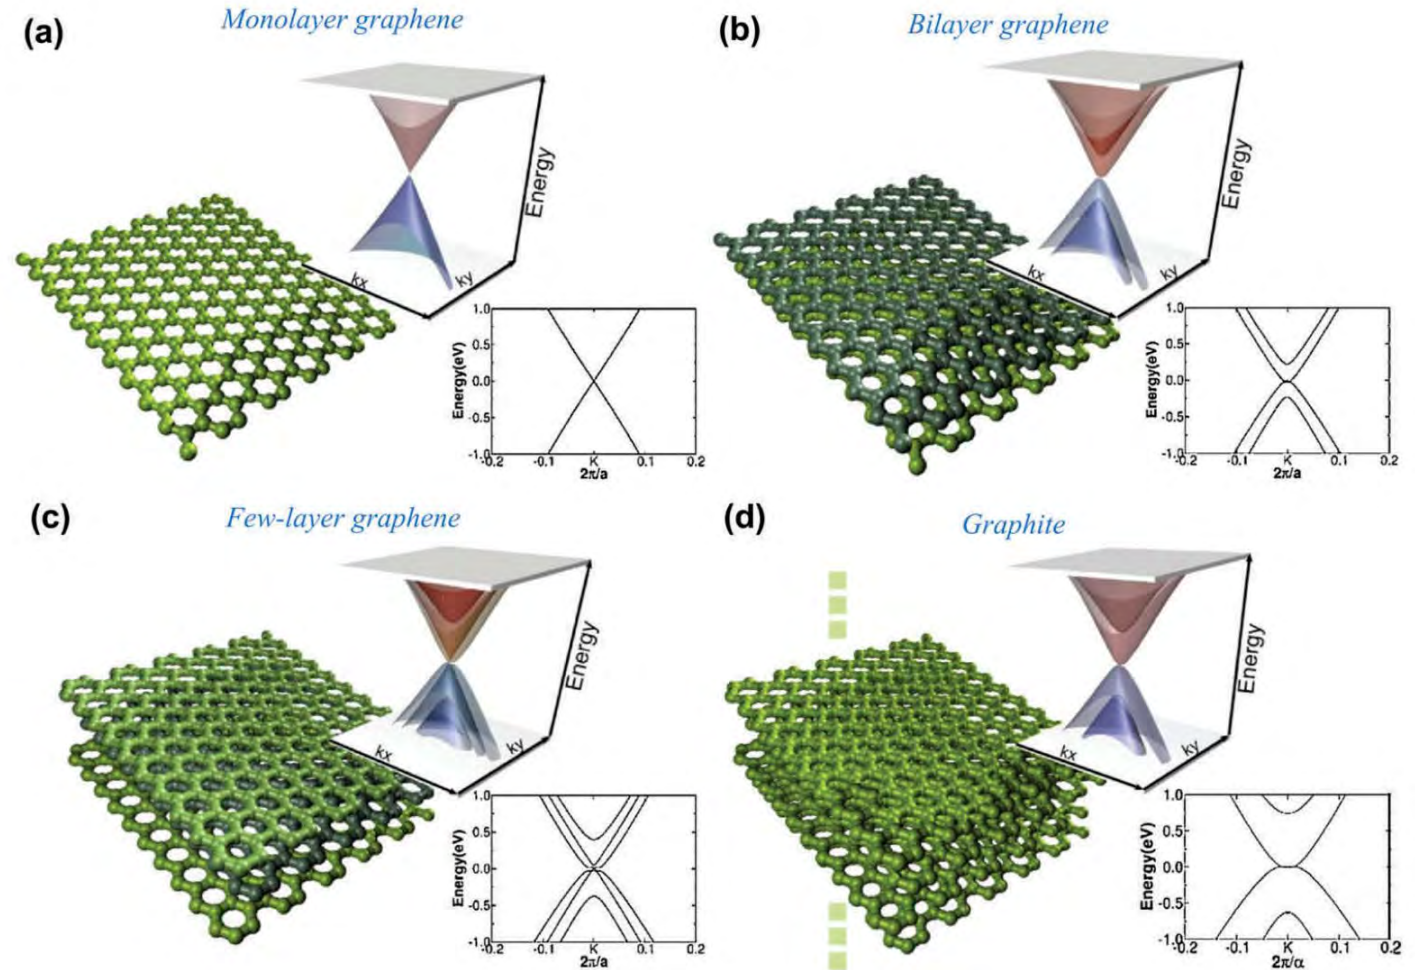 (a)
Monolayer graphene
Energy
kx
ky
1.0
0.5
0.0
-0.5
-1.0
Energy(eV)
-0.2
-0.1
K
0.1
0.2
2π/a
(b)
Bilayer graphene
Energy
kx
ky
1.0
0.5
0.0
-0.5
-1.0
Energy(eV)
-0.2
-0.1
K
0.1
0.2
2π/a
(c)
Few-layer graphene
Energy
kx
ky
1.0
0.5
0.0
-0.5
-1.0
Energy(eV)
-0.2
-0.1
K
0.1
0.2
2π/a
(d)
Graphite
Energy
kx
ky
1.0
0.5
0.0
-0.5
-1.0
Energy(eV)
-0.2
-0.1
K
0.1
0.2
2π/α